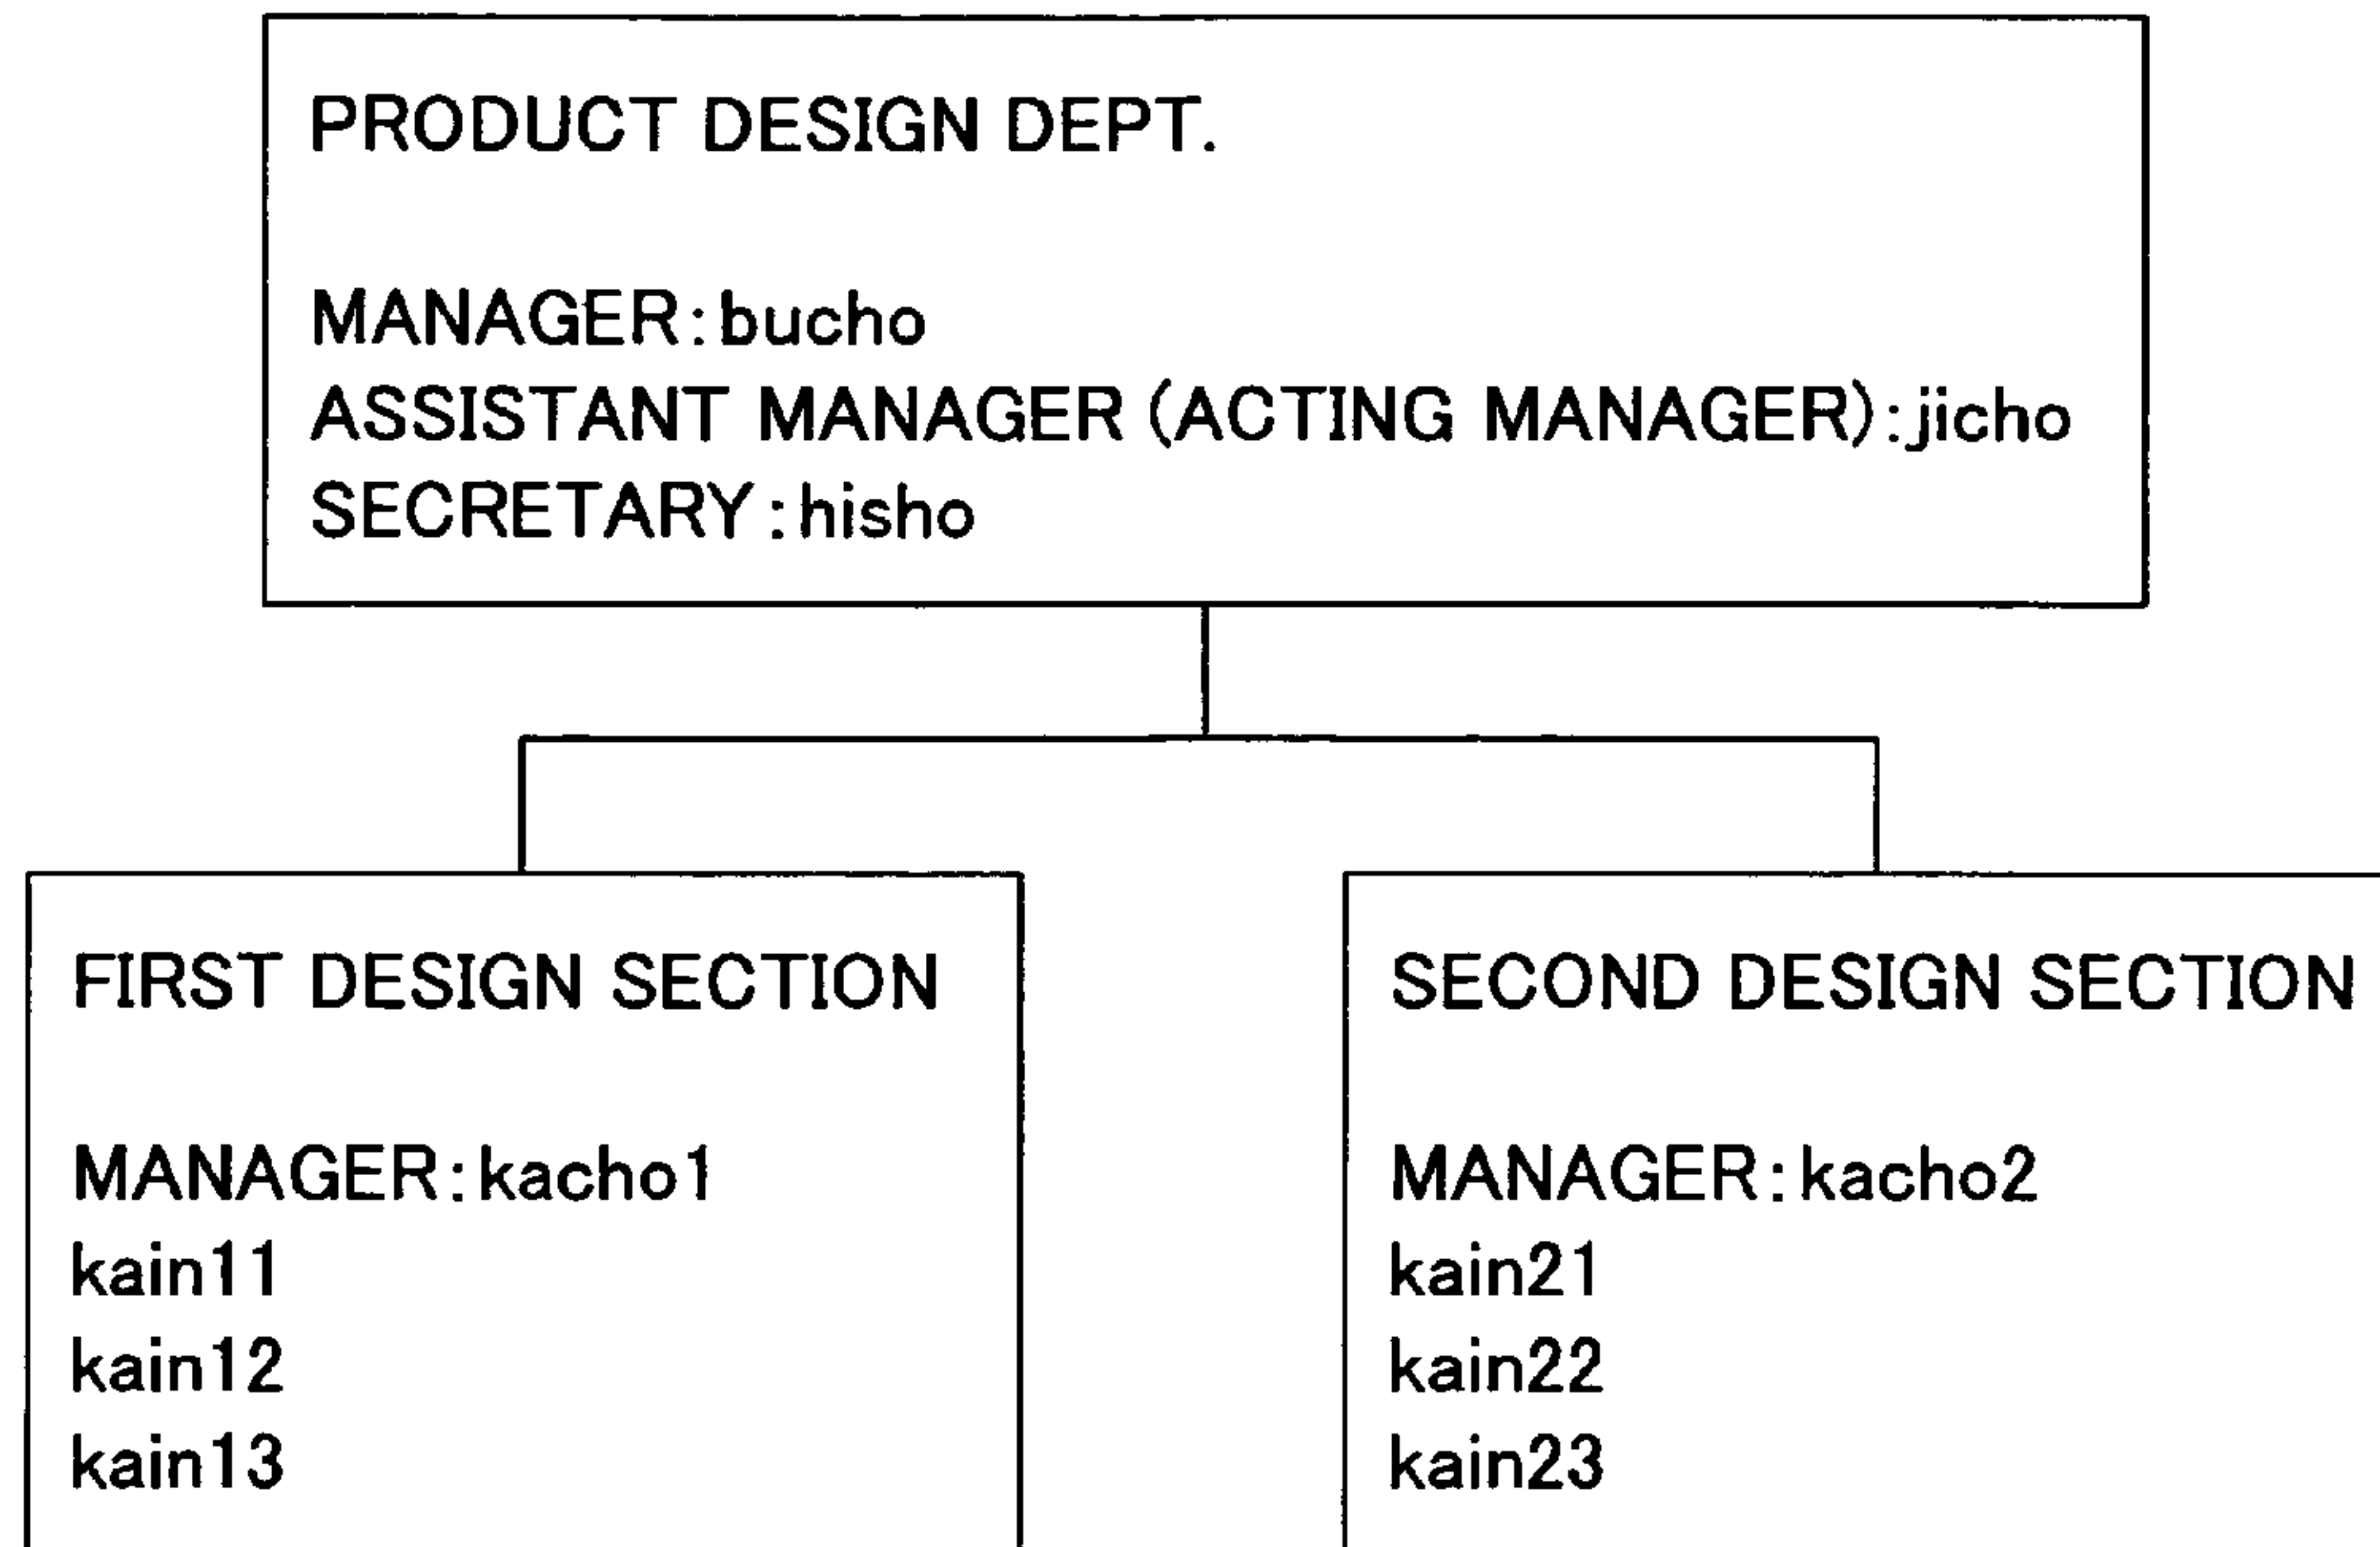 PRODUCT DESIGN DEPT.
MANAGER:bucho
ASSISTANT MANAGER (ACTING MANAGER):jicho
SECRETARY:hisho
FIRST DESIGN SECTION
MANAGER:kacho1
kain11
kain12
kain13
SECOND DESIGN SECTION
MANAGER:kacho2
kain21
kain22
kain23